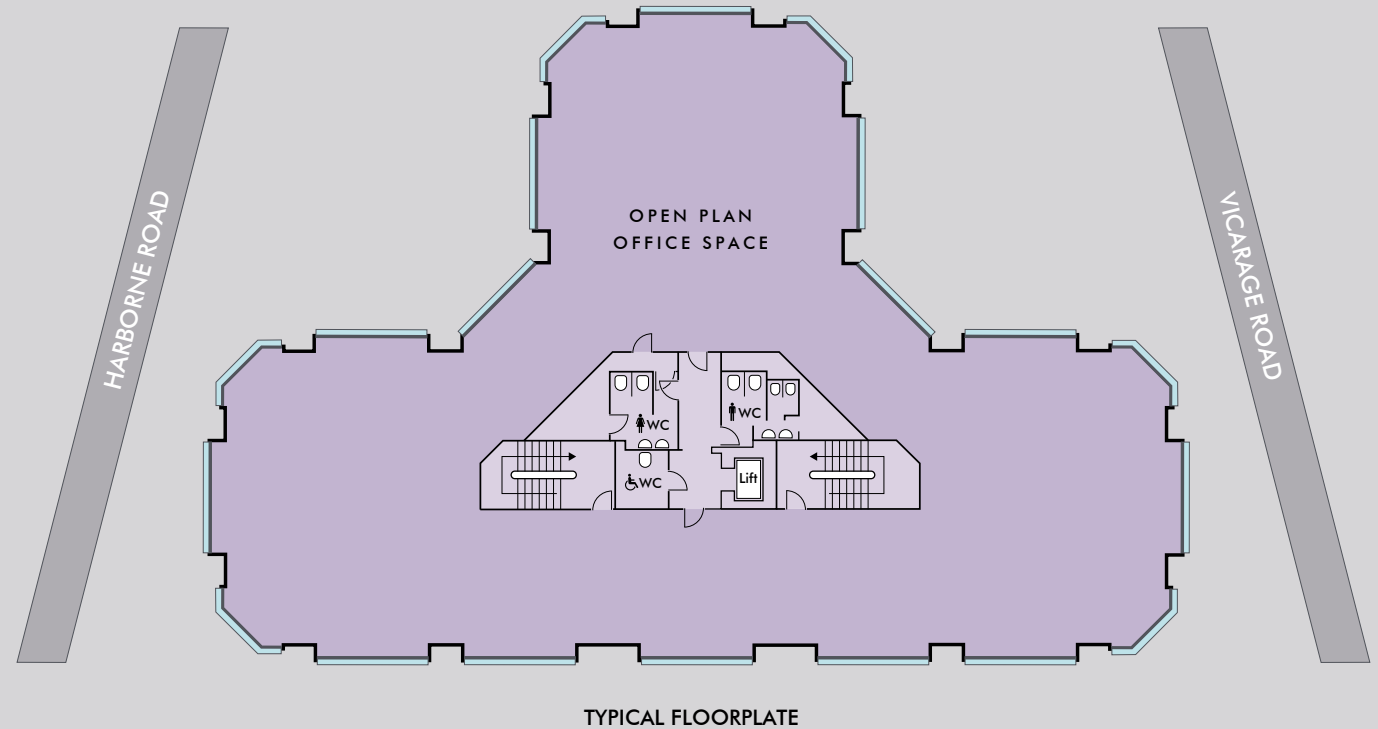 HARBORNE ROAD
VICARAGE ROAD
OPEN PLAN
OFFICE SPACE
WC
WC
WC
Lift
TYPICAL FLOORPLATE